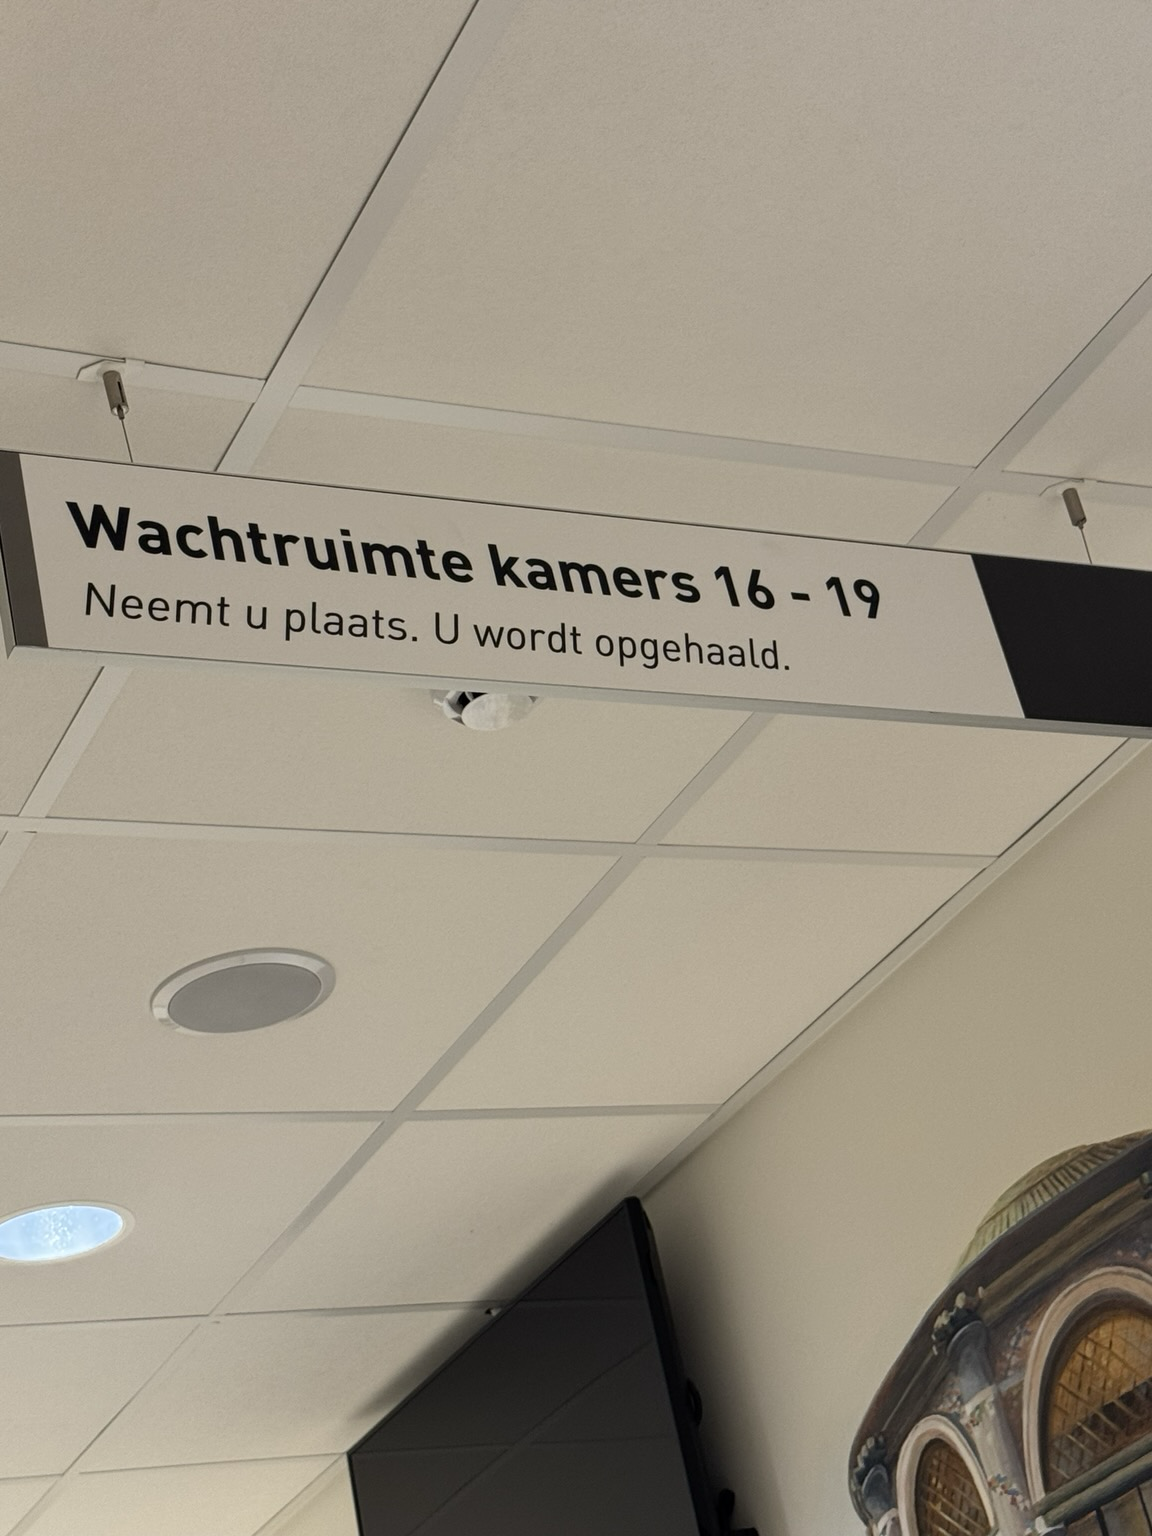 Wachtruimte kamers 16 - 19
Neemt u plaats. U wordt opgehaald.